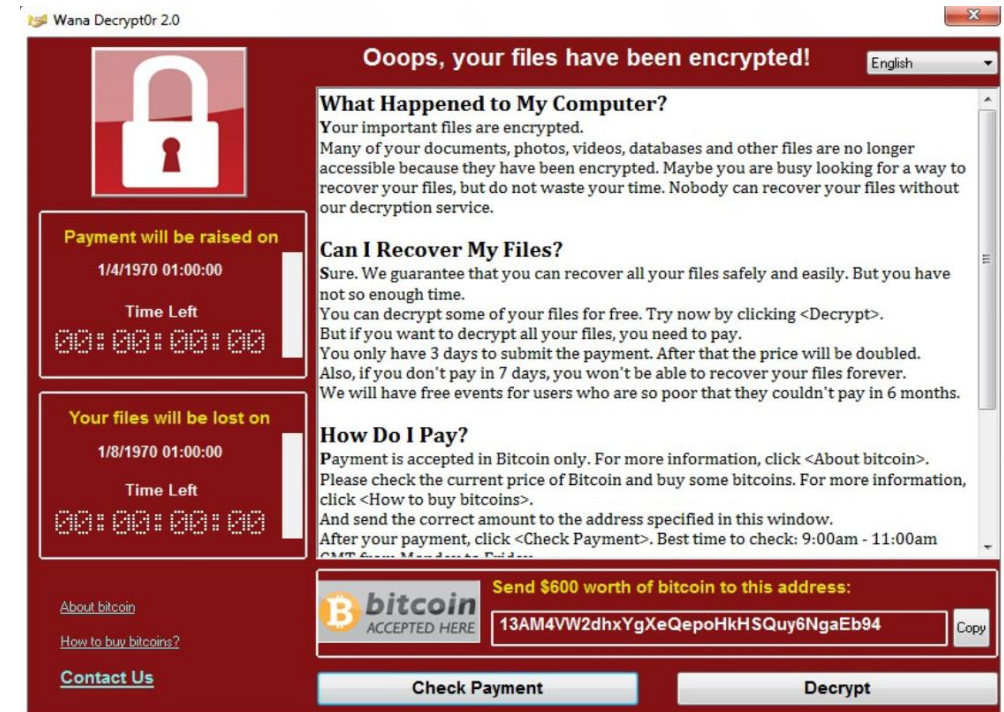 Wana Decrypt0r 2.0
Ooops, your files have been encrypted!
English
What Happened to My Computer?
Your important files are encrypted.
Many of your documents, photos, videos, databases and other files are no longer
accessible because they have been encrypted. Maybe you are busy looking for a way to
recover your files, but do not waste your time. Nobody can recover your files without
our decryption service.
Can I Recover My Files?
Sure. We guarantee that you can recover all your files safely and easily. But you have
not so enough time.
You can decrypt some of your files for free. Try now by clicking <Decrypt>.
But if you want to decrypt all your files, you need to pay.
You only have 3 days to submit the payment. After that the price will be doubled.
Also, if you don't pay in 7 days, you won't be able to recover your files forever.
We will have free events for users who are so poor that they couldn't pay in 6 months.
How Do I Pay?
Payment is accepted in Bitcoin only. For more information, click <About bitcoin>.
Please check the current price of Bitcoin and buy some bitcoins. For more information,
click <How to buy bitcoins>.
And send the correct amount to the address specified in this window.
After your payment, click <Check Payment>. Best time to check: 9:00am - 11:00am
GMT from Monday to Friday
Payment will be raised on
1/4/1970 01:00:00
Time Left
00:00:00:00
Your files will be lost on
1/8/1970 01:00:00
Time Left
00:00:00:00
About bitcoin
How to buy bitcoins?
Contact Us
bitcoin
ACCEPTED HERE
Send $600 worth of bitcoin to this address:
13AM4VW2dhxYgXeQepoHkHSQuy6NgaEb94
Copy
Check Payment
Decrypt